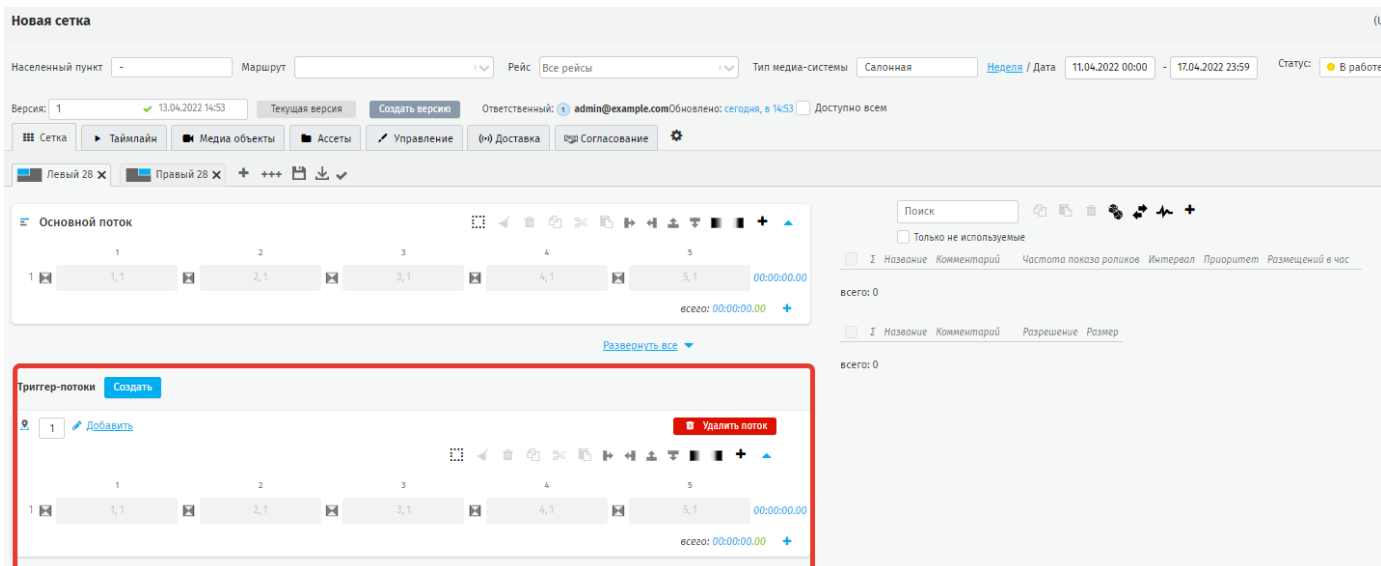 Новая сетка
Населенный пункт - Маршрут Рейс Все рейсы Тип медиа-системы Салонная Неделя / Дата 11.04.2022 00:00 - 17.04.2022 23:59 Статус: В работе
Версия: 1 13.04.2022 14:53 Текущая версия Создать версию Ответственный: 1 admin@example.comОбновлено: сегодня, в 14:53 Доступно всем
Сетка Таймлайн Медиа объекты Ассеты Управление Доставка Согласование
Левый 28 Правый 28
Основной поток
1 2 3 4 5
1 1, 1 2, 1 3, 1 4, 1 5, 1 00:00:00.00
всего: 00:00:00.00
Развернуть все
Триггер-потоки Создать
1 Добавить Удалить поток
1 2 3 4 5
1 1, 1 2, 1 3, 1 4, 1 5, 1 00:00:00.00
всего: 00:00:00.00
Поиск
Только не используемые
Σ Название Комментарий Частота показа роликов Интервал Приоритет Размещений в час
всего: 0
Σ Название Комментарий Разрешение Размер
всего: 0